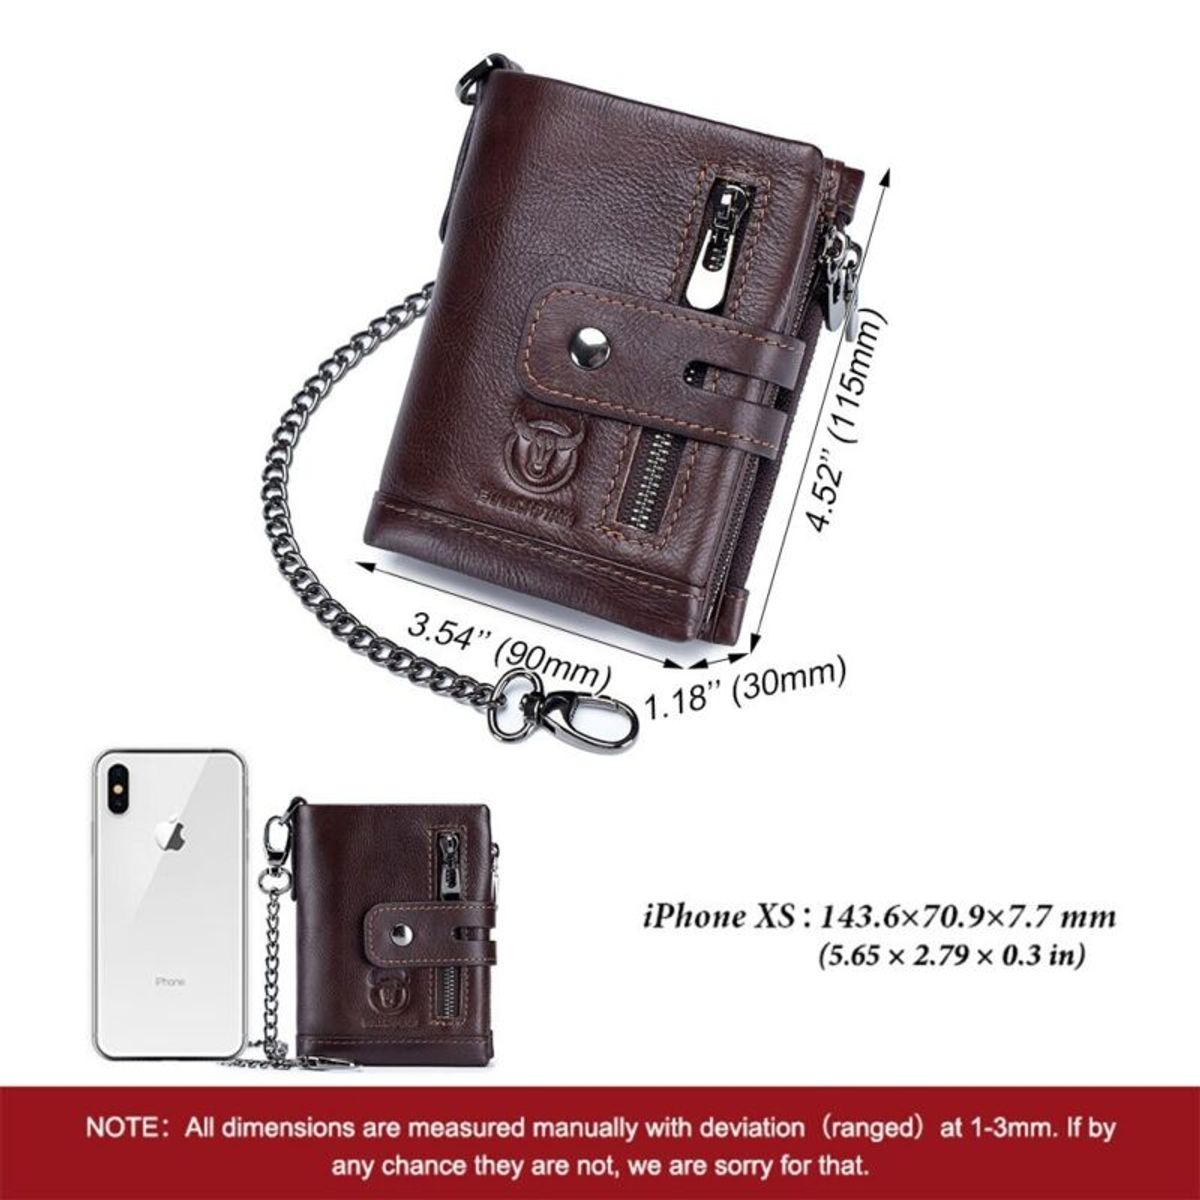 4.52” (115mm)
3.54” (90mm)
1.18” (30mm)
iPhone
iPhone XS : 143.6×70.9×7.7 mm
(5.65 × 2.79 × 0.3 in)
NOTE： All dimensions are measured manually with deviation（ranged）at 1-3mm. If by
any chance they are not, we are sorry for that.